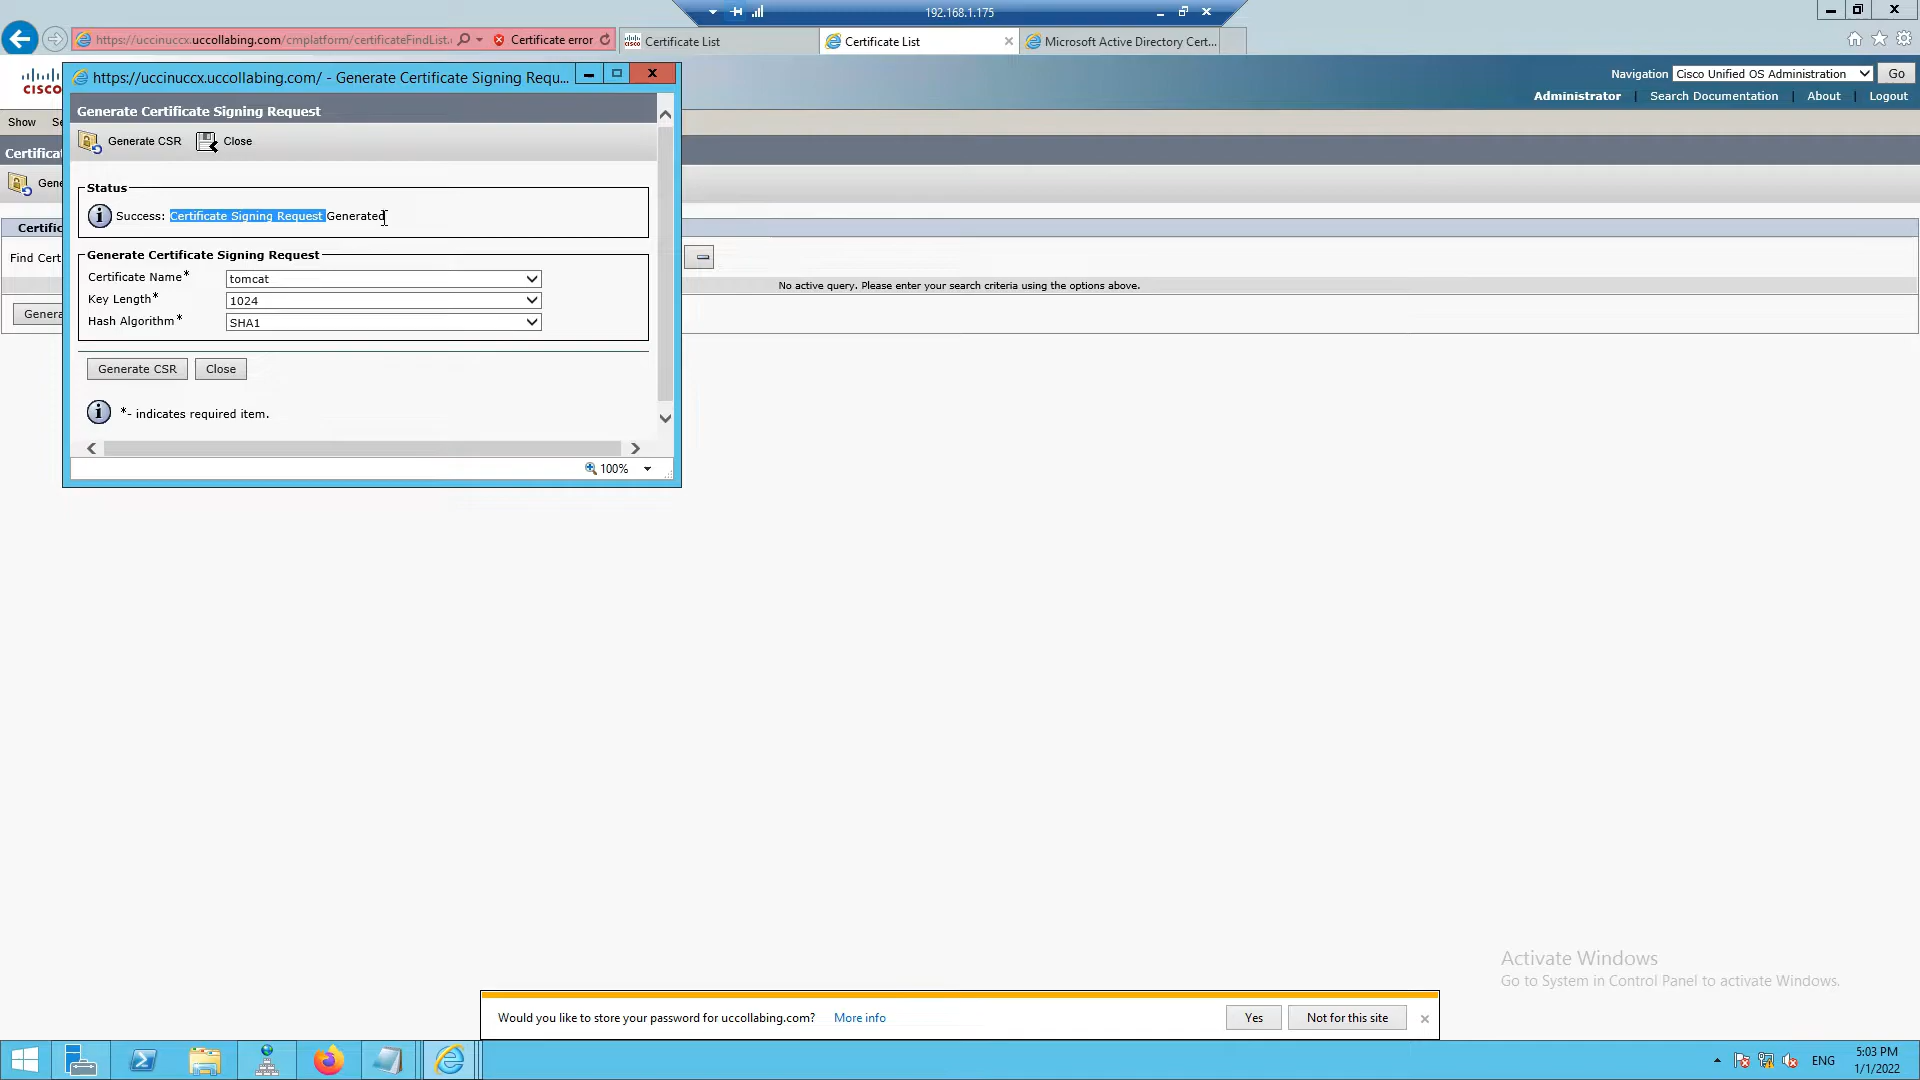 192.168.1.175
https://uccinuccx.uccollabing.com/cmplatform/certificateFindList.
Certificate error
Certificate List
Certificate List
Microsoft Active Directory Cert...
cisco
Navigation
Cisco Unified OS Administration
Go
Administrator
Search Documentation
About
Logout
Show
https://uccinuccx.uccollabing.com/ - Generate Certificate Signing Requ...
Generate Certificate Signing Request
Generate CSR
Close
Status
Success: Certificate Signing Request Generated
Generate Certificate Signing Request
Certificate Name*
tomcat
Key Length*
1024
Hash Algorithm*
SHA1
Generate CSR
Close
*- indicates required item.
100%
Certifica
Gene
Certific
Find Cert
No active query. Please enter your search criteria using the options above.
Genera
Activate Windows
Go to System in Control Panel to activate Windows.
Would you like to store your password for uccollabing.com?
More info
Yes
Not for this site
ENG
5:03 PM
1/1/2022